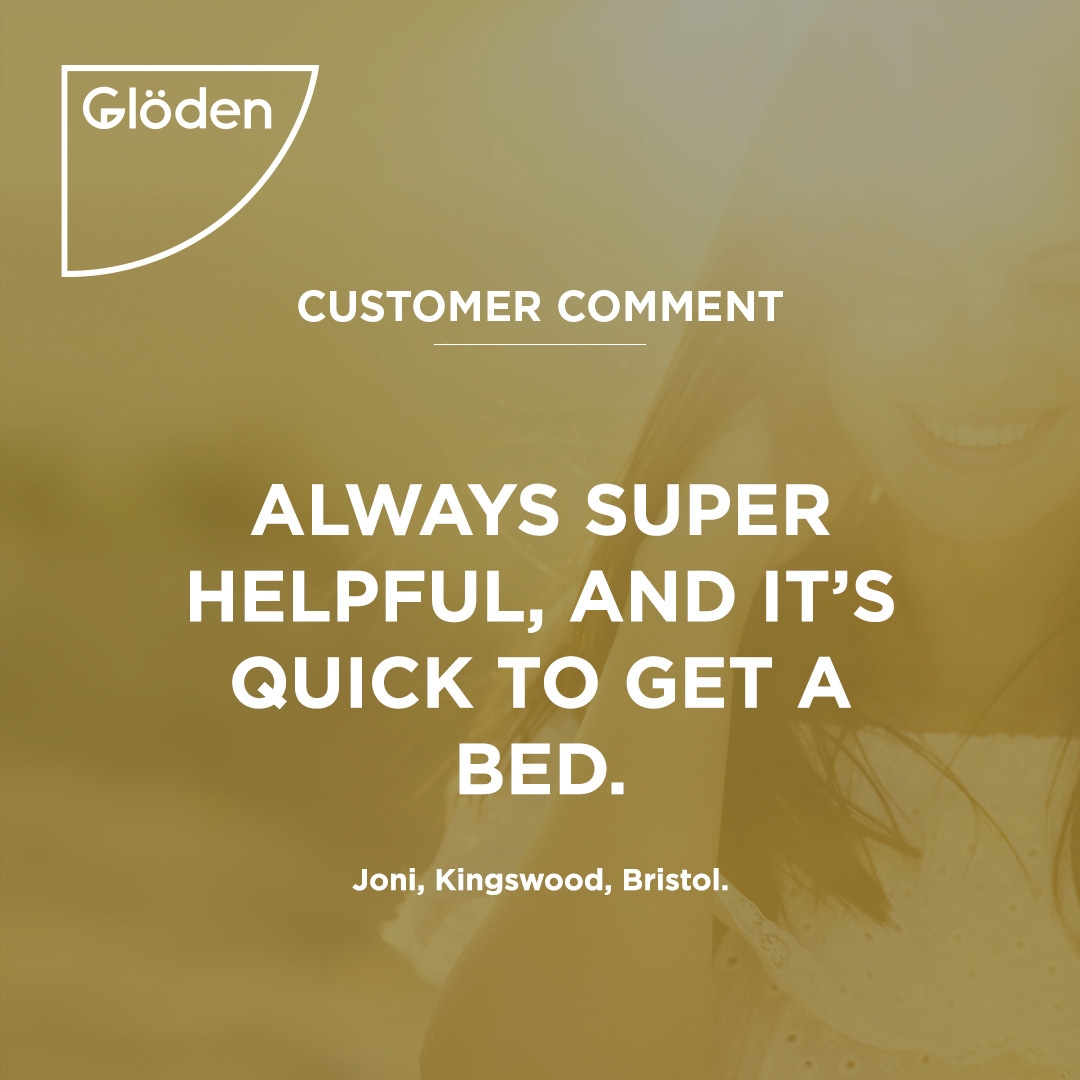 Glöden
CUSTOMER COMMENT
ALWAYS SUPER
HELPFUL, AND IT’S
QUICK TO GET A
BED.
Joni, Kingswood, Bristol.